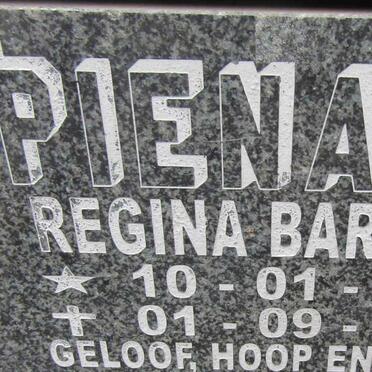 PIENA
REGINA BAR
★ 10 - 01 -
✝ 01 - 09 -
GELOOF, HOOP EN